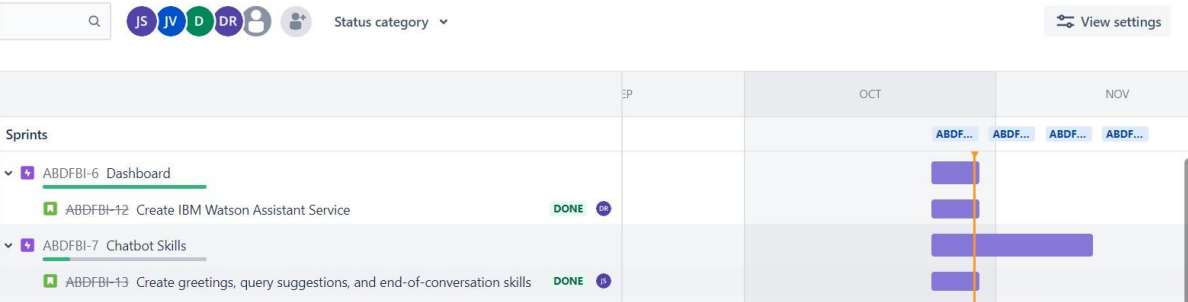 JS JV D DR Status category View settings
EP OCT NOV
Sprints ABDF... ABDF... ABDF... ABDF...
ABDFBI-6 Dashboard
ABDFBI-12 Create IBM Watson Assistant Service DONE DR
ABDFBI-7 Chatbot Skills
ABDFBI-13 Create greetings, query suggestions, and end-of-conversation skills DONE JS